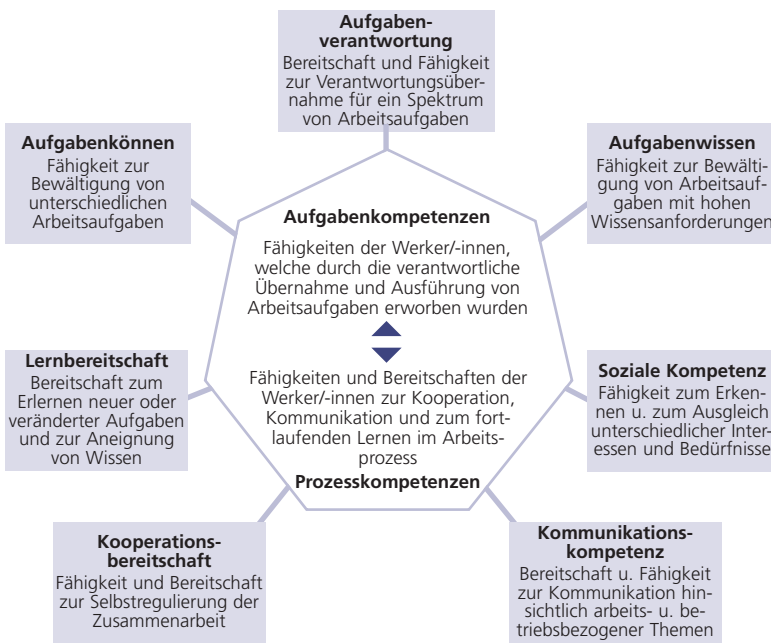 Aufgaben-
verantwortung
Bereitschaft und Fähigkeit
zur Verantwortungsüber-
nahme für ein Spektrum
von Arbeitsaufgaben
Aufgabenkönnen
Fähigkeit zur
Bewältigung von
unterschiedlichen
Arbeitsaufgaben
Aufgabenwissen
Fähigkeit zur Bewälti-
gung von Arbeitsauf-
gaben mit hohen
Wissensanforderungen
Aufgabenkompetenzen
Fähigkeiten der Werker/-innen,
welche durch die verantwortliche
Übernahme und Ausführung von
Arbeitsaufgaben erworben wurden
Fähigkeiten und Bereitschaften der
Werker/-innen zur Kooperation,
Kommunikation und zum fort-
laufenden Lernen im Arbeits-
prozess
Prozesskompetenzen
Lernbereitschaft
Bereitschaft zum
Erlernen neuer oder
veränderter Aufgaben
und zur Aneignung
von Wissen
Soziale Kompetenz
Fähigkeit zum Erken-
nen u. zum Ausgleich
unterschiedlicher Inter-
essen und Bedürfnisse
Kooperations-
bereitschaft
Fähigkeit und Bereitschaft
zur Selbstregulierung der
Zusammenarbeit
Kommunikations-
kompetenz
Bereitschaft u. Fähigkeit
zur Kommunikation hin-
sichtlich arbeits- u. be-
triebsbezogener Themen